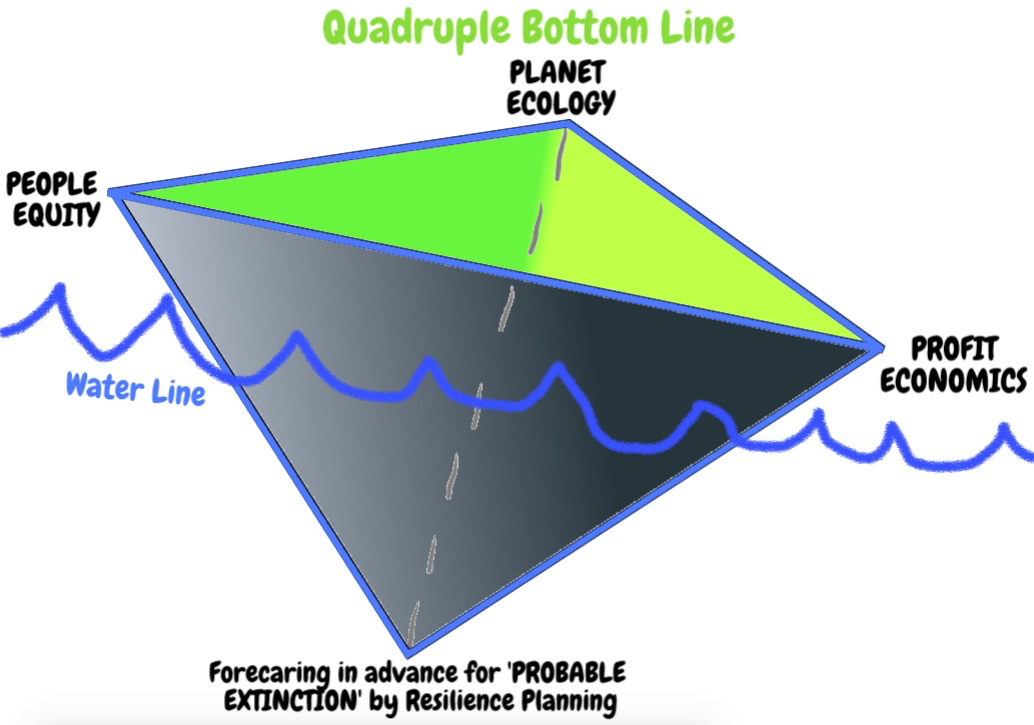 Quadruple Bottom Line
PLANET
ECOLOGY
PEOPLE
EQUITY
Water Line
PROFIT
ECONOMICS
Forecaring in advance for 'PROBABLE
EXTINCTION' by Resilience Planning